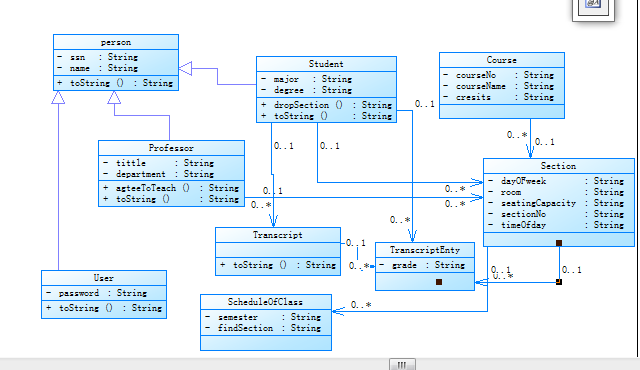 person
- ssn : String
- name : String
+ toString () : String
Student
- major : String
- degree : String
+ dropSection () : String
+ toString () : String
Course
- courseNo : String
- courseName : String
- cresits : String
0..1
0..*
0..1
0..1
0..1
Professor
- tittle : String
- department : String
+ agteeToTeach () : String
+ toString () : String
Section
- dayOFweek : String
- room : String
- seatingCapacity : String
- sectionNo : String
- timeOfday : String
0..1
0..*
0..*
0..*
0..*
Transcript
+ toString () : String
0..1
0..*
TranscriptEnty
- grade : String
0..1
0..*
0..1
User
- password : String
+ toString () : String
ScheduleOfClass
- semester : String
- findSection : String
0..*